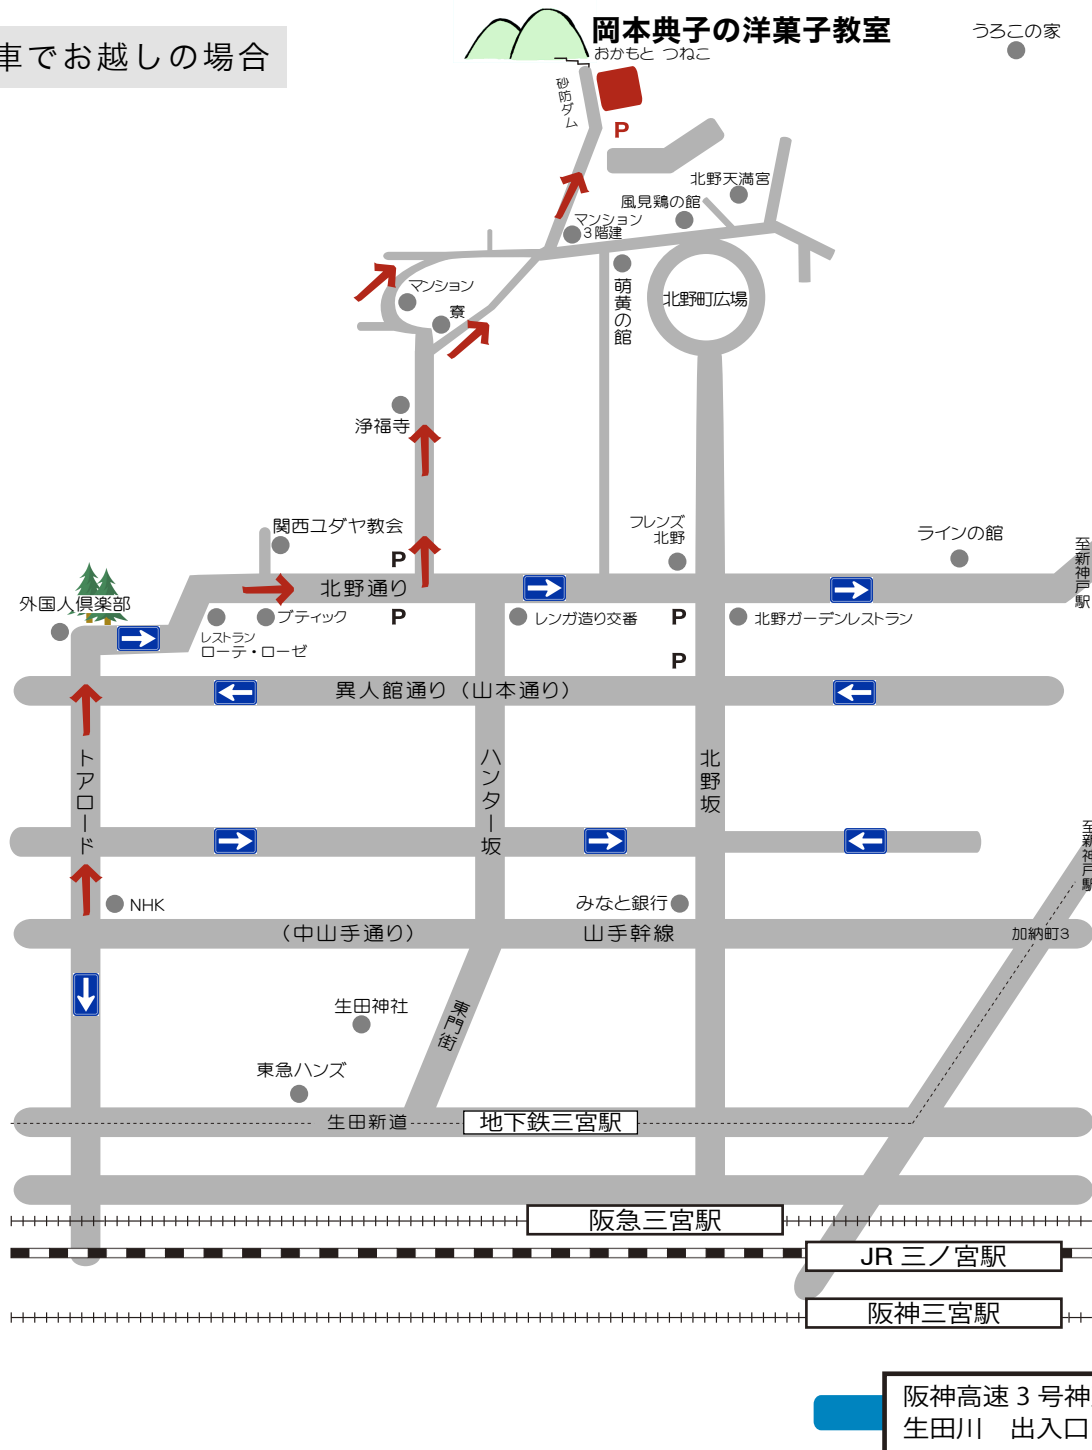 車でお越しの場合
岡本典子の洋菓子教室
おかもと つねこ
うろこの家
砂防ダム
P
北野天満宮
風見鶏の館
マンション
3階建
マンション
寮
萌黄の館
北野町広場
浄福寺
関西ユダヤ教会
フレンズ
北野
ラインの館
至新神戸駅
P
北野通り
外国人倶楽部
ブティック
P
レンガ造り交番
P
北野ガーデンレストラン
レストラン
ローテ・ローゼ
P
異人館通り（山本通り）
トアロード
ハンター坂
北野坂
至新神戸駅
NHK
みなと銀行
（中山手通り）
山手幹線
加納町3
生田神社
東門街
東急ハンズ
生田新道
地下鉄三宮駅
阪急三宮駅
JR 三ノ宮駅
阪神三宮駅
阪神高速 3 号神
生田川　出入口